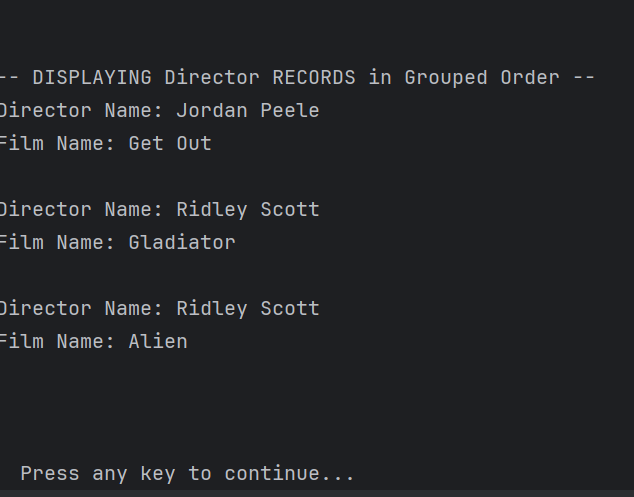 -- DISPLAYING Director RECORDS in Grouped Order --
Director Name: Jordan Peele
Film Name: Get Out
Director Name: Ridley Scott
Film Name: Gladiator
Director Name: Ridley Scott
Film Name: Alien
Press any key to continue...